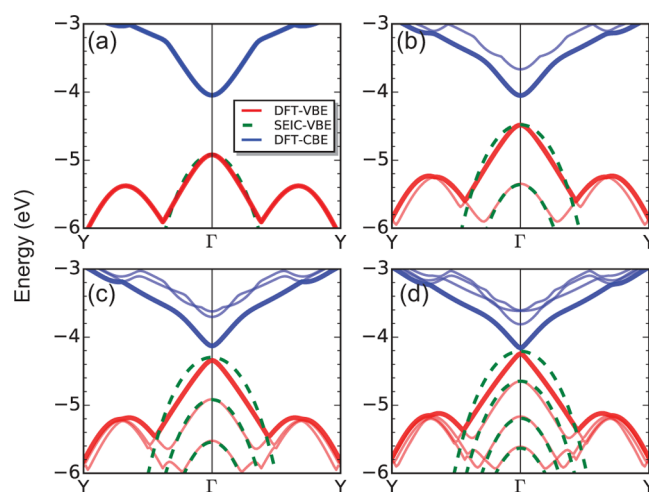 −3
(a)
−4
DFT-VBE
SEIC-VBE
DFT-CBE
−5
−6
Y
Γ
Y
−3
(b)
−4
−5
−6
Y
Γ
Y
Energy (eV)
−3
(c)
−4
−5
−6
Y
Γ
Y
−3
(d)
−4
−5
−6
Y
Γ
Y